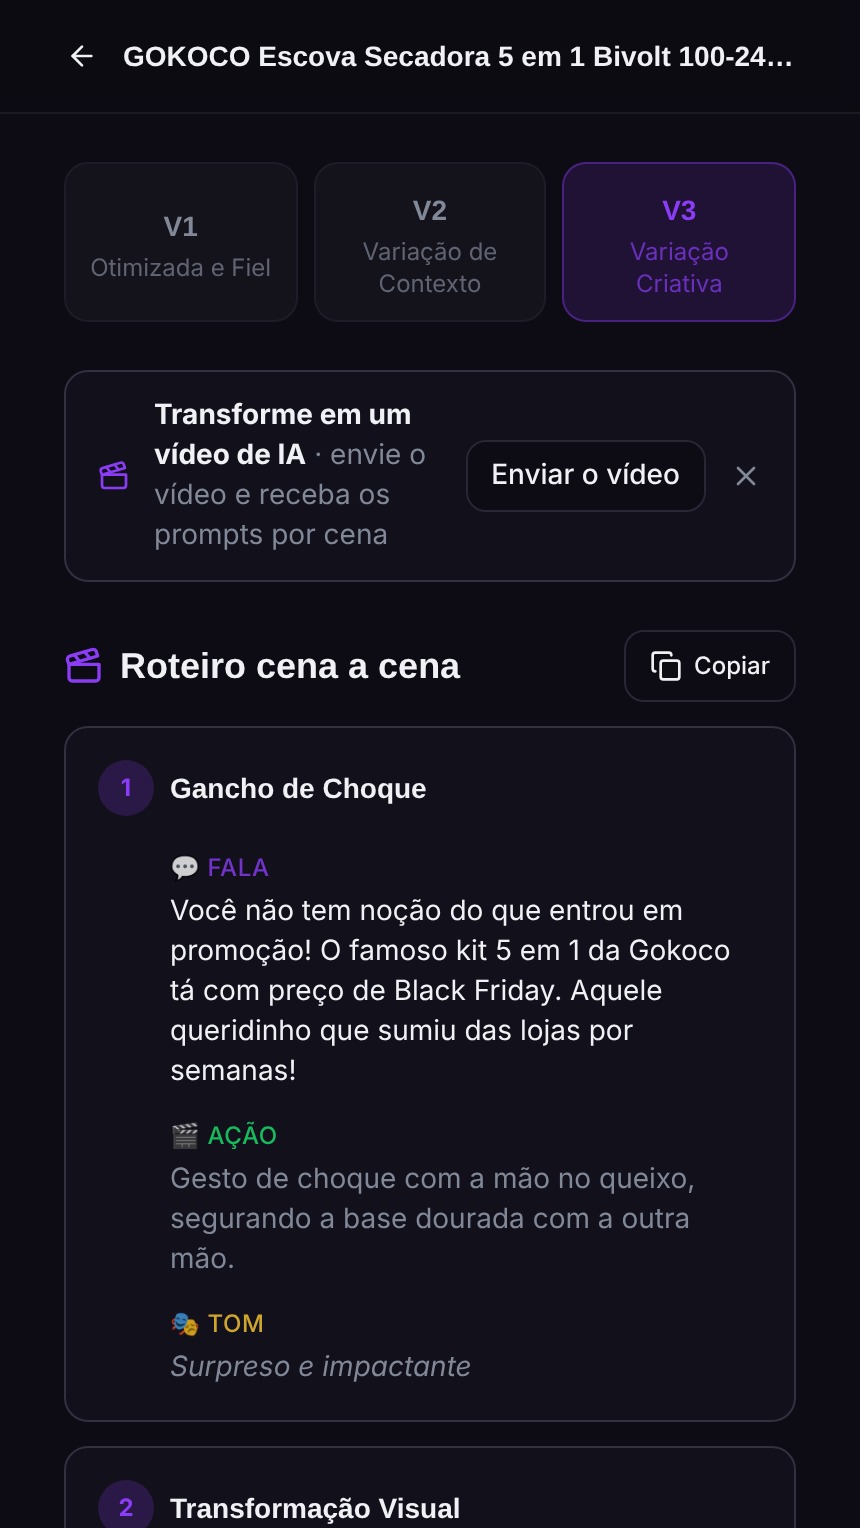 GOKOCO Escova Secadora 5 em 1 Bivolt 100-24...
V1
Otimizada e Fiel
V2
Variação de
Contexto
V3
Variação
Criativa
Transforme em um
vídeo de IA · envie o
vídeo e receba os
prompts por cena
Enviar o vídeo
Roteiro cena a cena
Copiar
1
Gancho de Choque
FALA
Você não tem noção do que entrou em
promoção! O famoso kit 5 em 1 da Gokoco
tá com preço de Black Friday. Aquele
queridinho que sumiu das lojas por
semanas!
AÇÃO
Gesto de choque com a mão no queixo,
segurando a base dourada com a outra
mão.
TOM
Surpreso e impactante
2
Transformação Visual